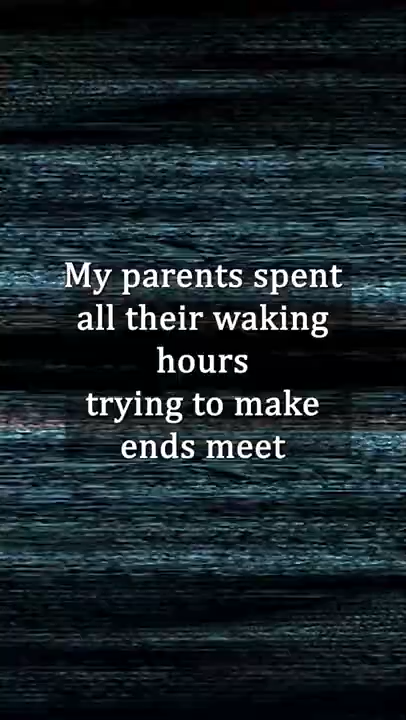 My parents spent
all their waking
hours
trying to make
ends meet